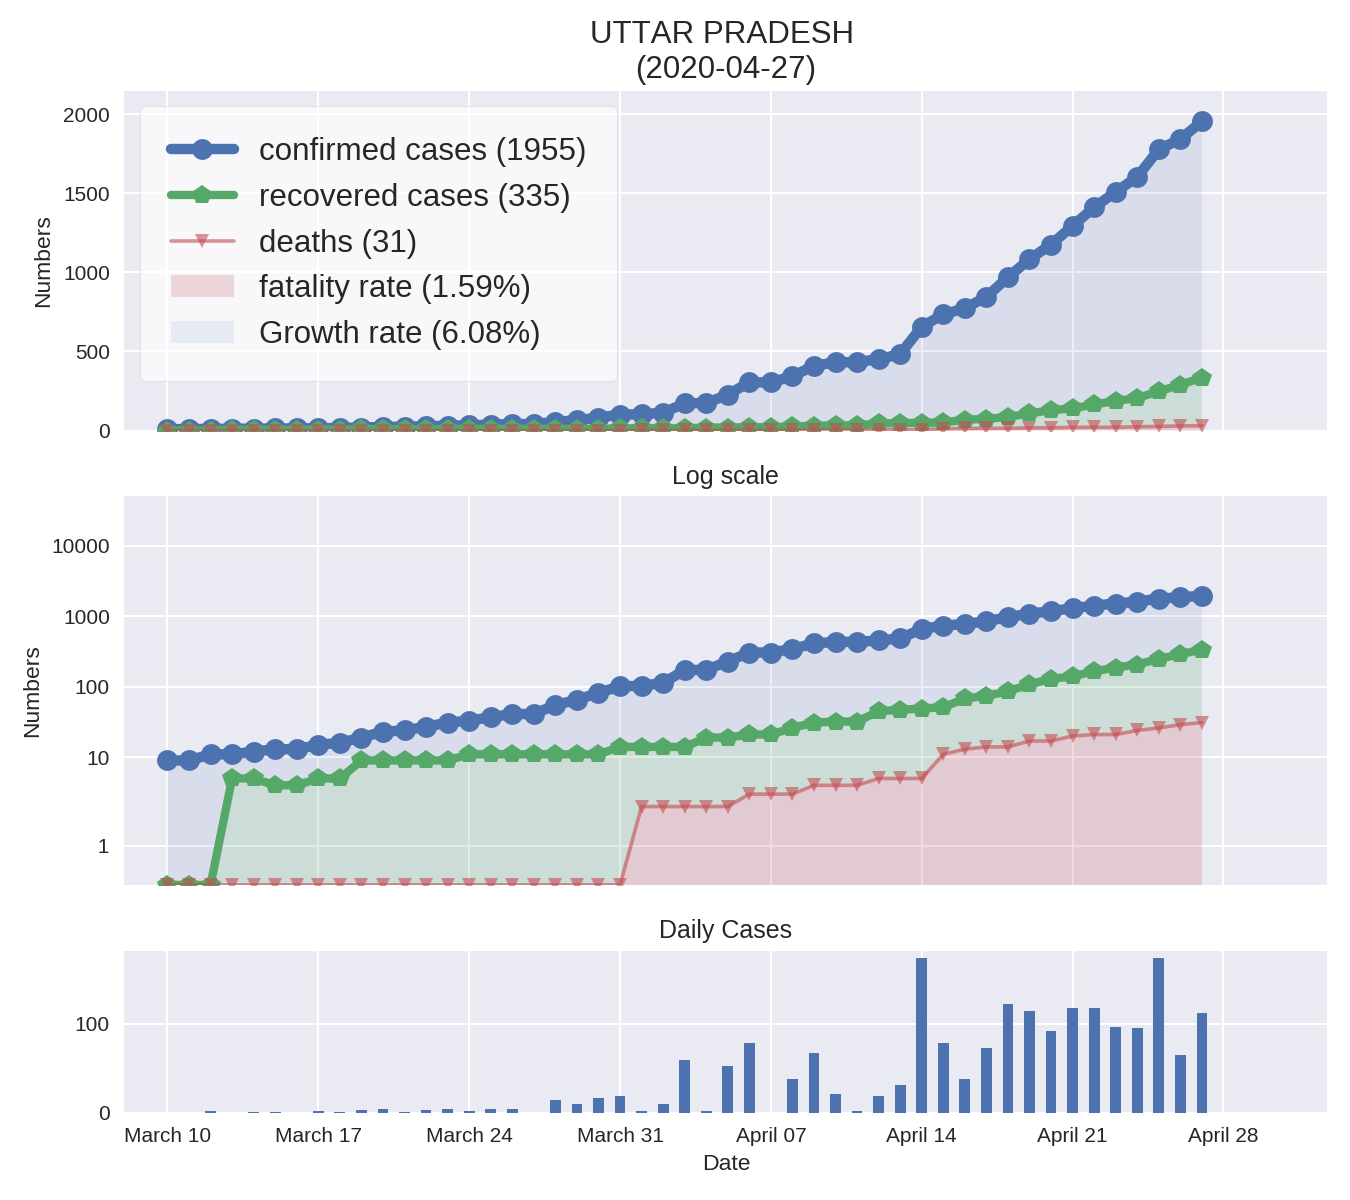 UTTAR PRADESH
(2020-04-27)
Numbers
2000
1500
1000
500
0
confirmed cases (1955)
recovered cases (335)
deaths (31)
fatality rate (1.59%)
Growth rate (6.08%)
Log scale
Numbers
10000
1000
100
10
1
Daily Cases
100
0
March 10 March 17 March 24 March 31 April 07 April 14 April 21 April 28
Date